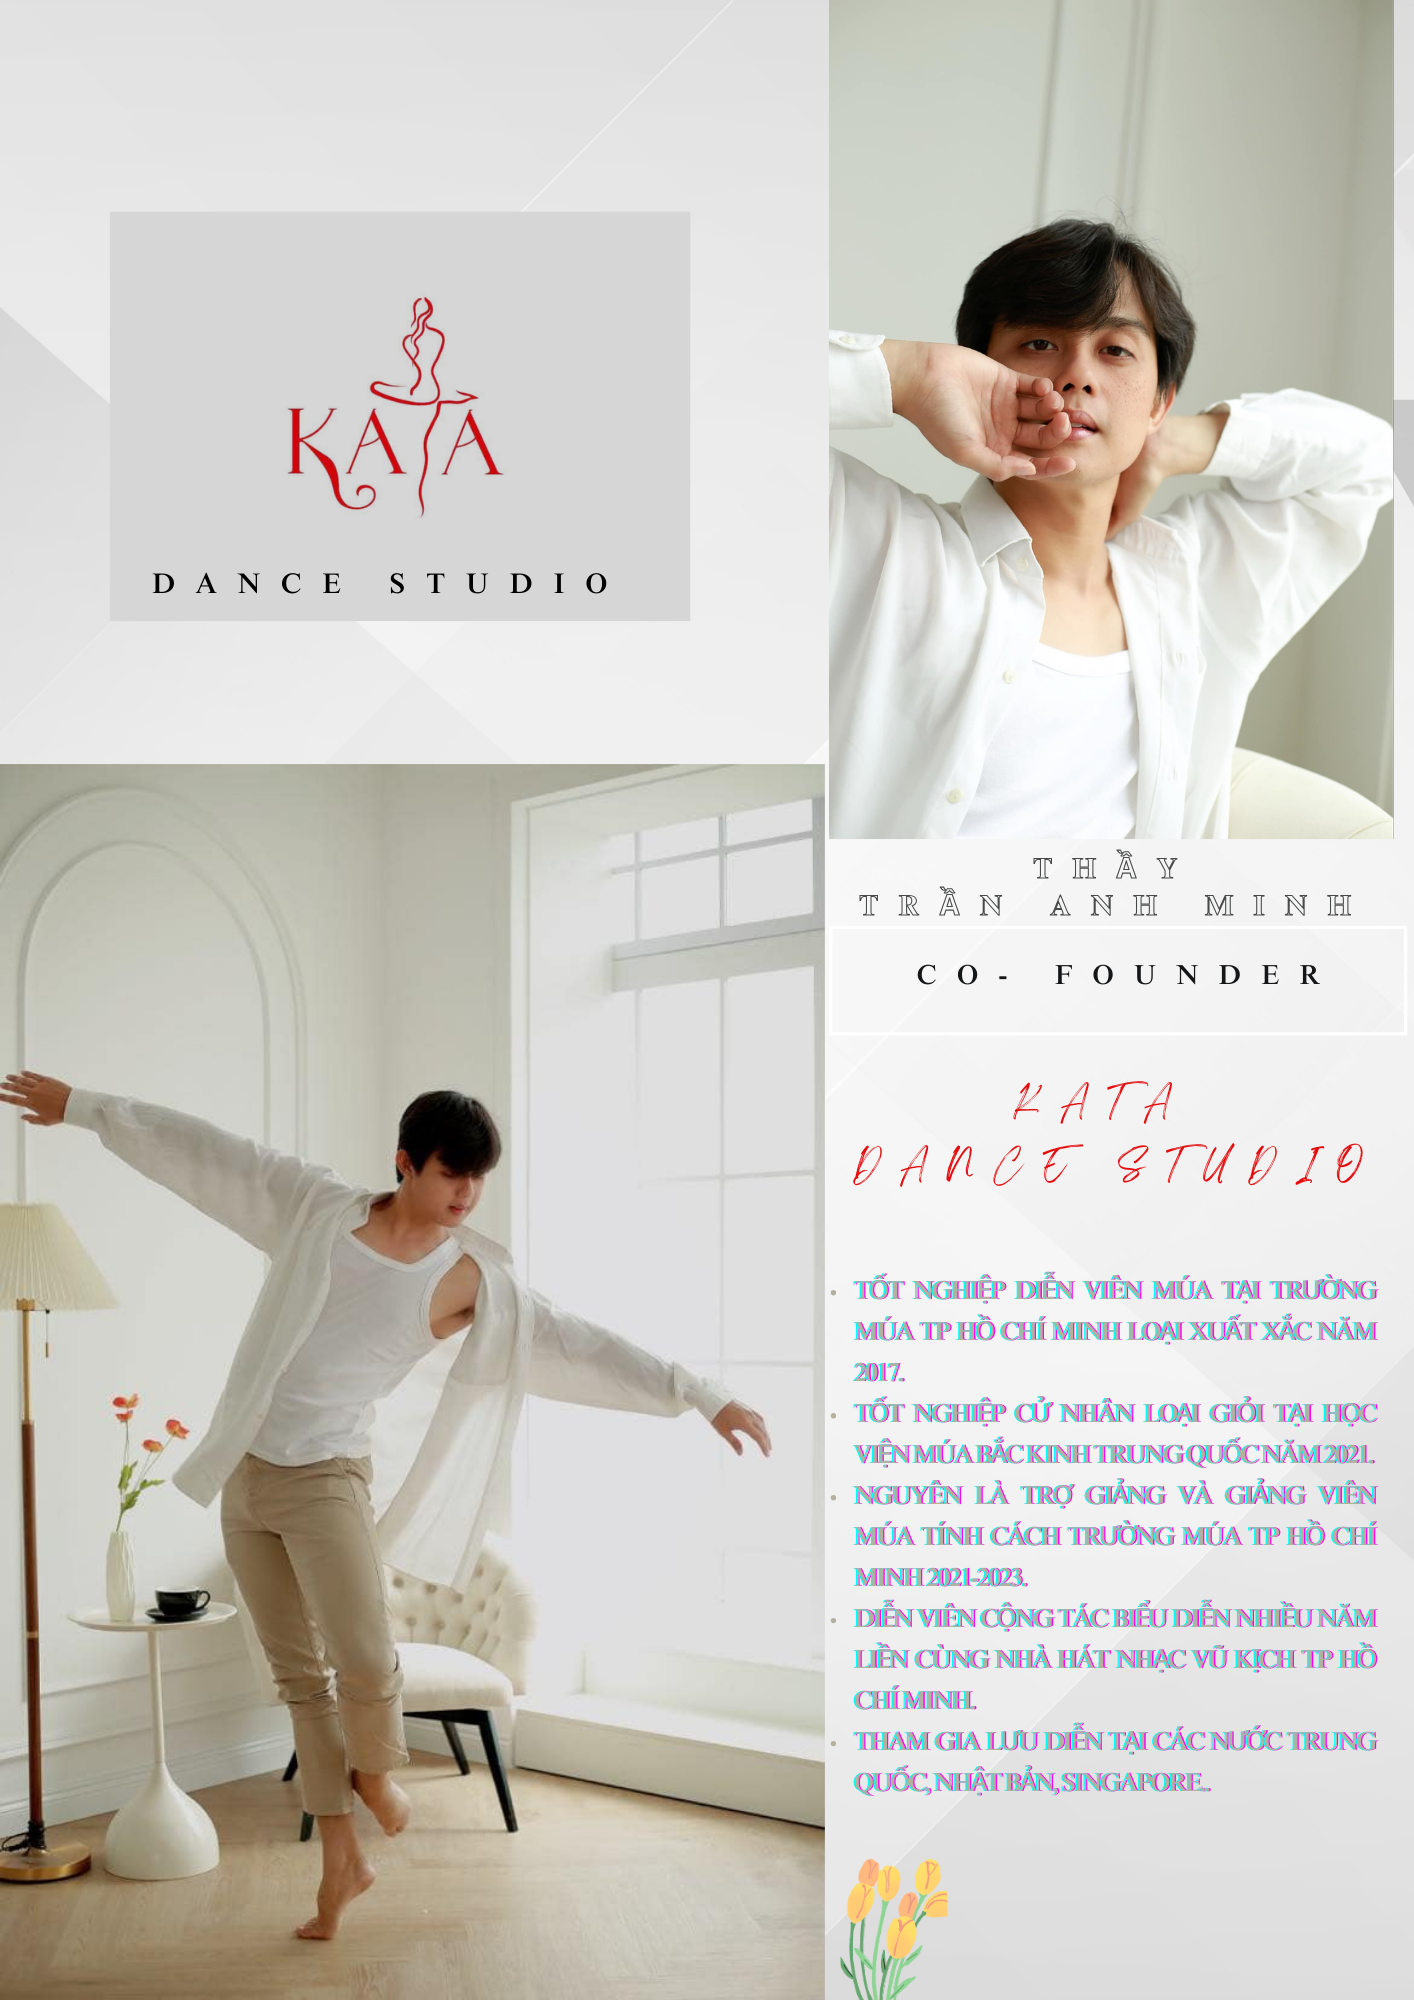 KATA
DANCE STUDIO
THẦY
TRẦN ANH MINH
CO- FOUNDER
KATA
DANCE STUDIO
TỐT NGHIỆP DIỄN VIÊN MÚA TẠI TRƯỜNG
MÚA TP HỒ CHÍ MINH LOẠI XUẤT XẮC NĂM
2017.
TỐT NGHIỆP CỬ NHÂN LOẠI GIỎI TẠI HỌC
VIỆN MÚA BẮC KINH TRUNG QUỐC NĂM 2021.
NGUYÊN LÀ TRỢ GIẢNG VÀ GIẢNG VIÊN
MÚA TÍNH CÁCH TRƯỜNG MÚA TP HỒ CHÍ
MINH 2021-2023.
DIỄN VIÊN CỘNG TÁC BIỂU DIỄN NHIỀU NĂM
LIỀN CÙNG NHÀ HÁT NHẠC VŨ KỊCH TP HỒ
CHÍ MINH.
THAM GIA LƯU DIỄN TẠI CÁC NƯỚC TRUNG
QUỐC, NHẬT BẢN, SINGAPORE..